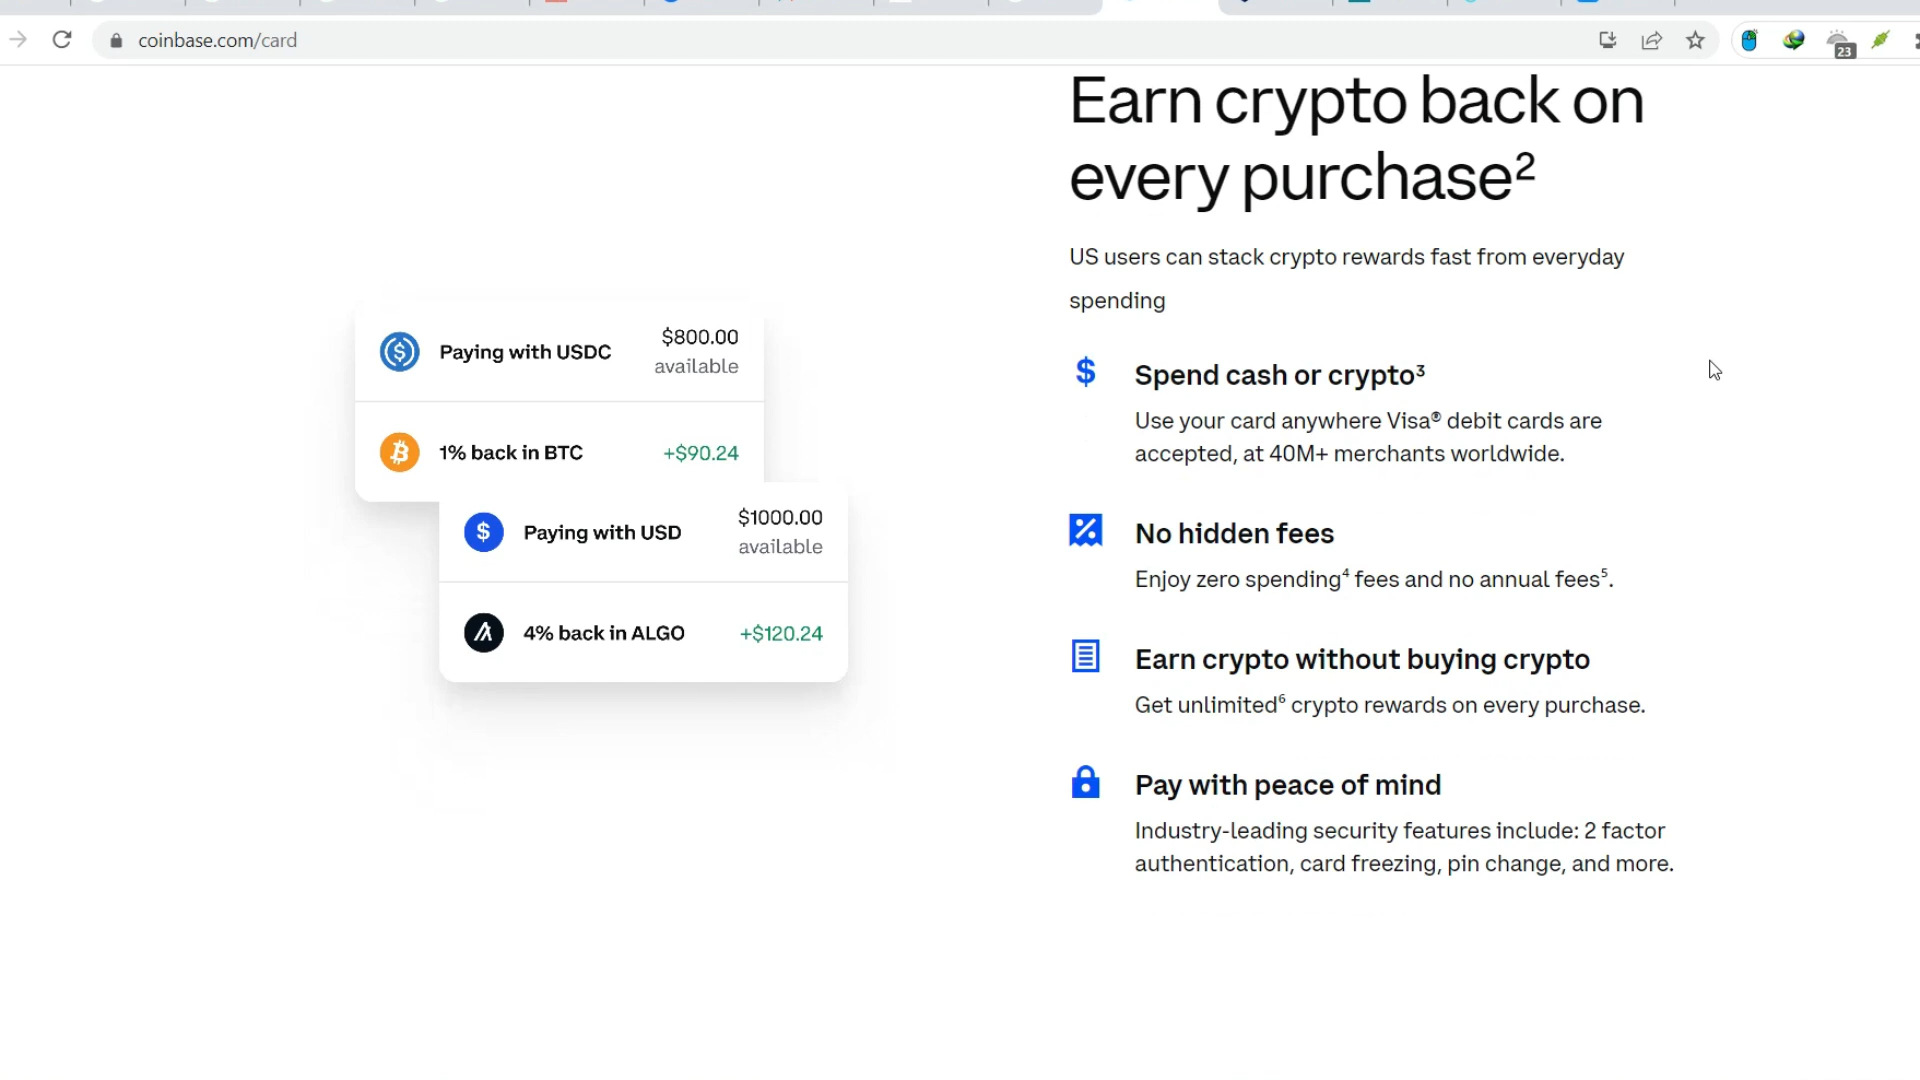 coinbase.com/card
23
Earn crypto back on
every purchase²
US users can stack crypto rewards fast from everyday
spending
Paying with USDC
$800.00
available
1% back in BTC
+$90.24
Paying with USD
$1000.00
available
4% back in ALGO
+$120.24
Spend cash or crypto³
Use your card anywhere Visa® debit cards are
accepted, at 40M+ merchants worldwide.
No hidden fees
Enjoy zero spending⁴ fees and no annual fees⁵.
Earn crypto without buying crypto
Get unlimited⁶ crypto rewards on every purchase.
Pay with peace of mind
Industry-leading security features include: 2 factor
authentication, card freezing, pin change, and more.